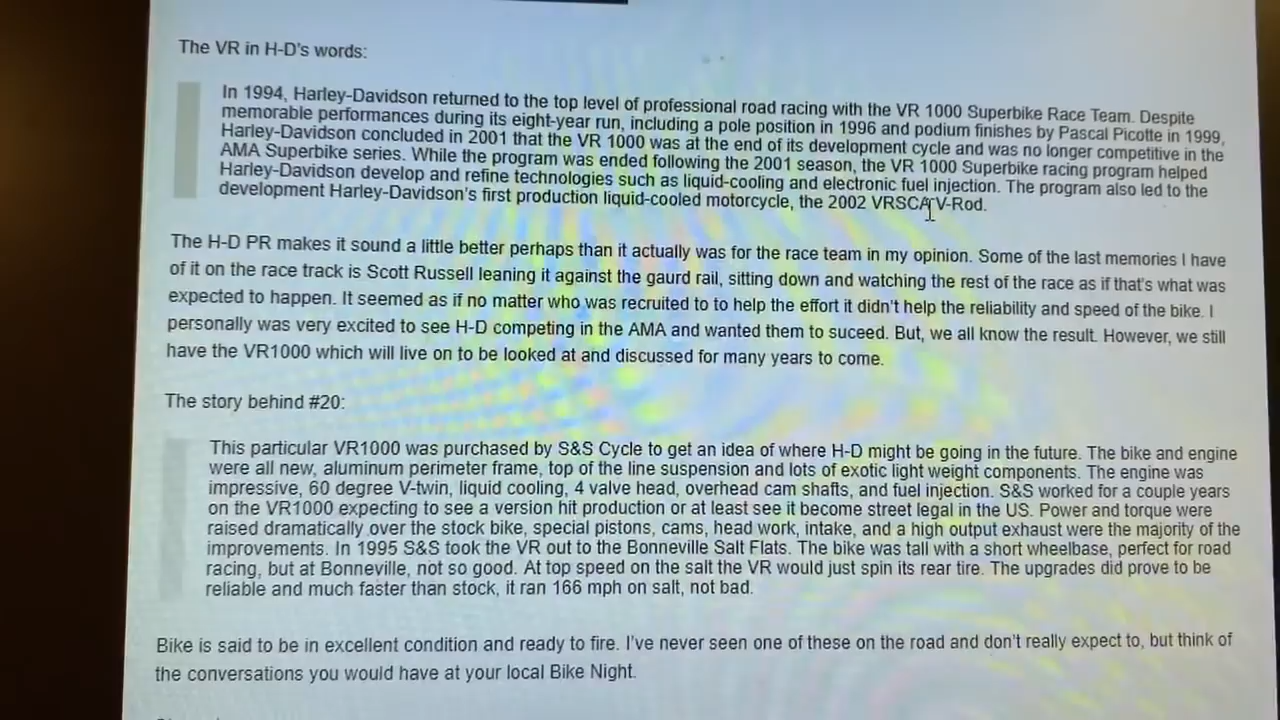 The VR in H-D's words:
In 1994, Harley-Davidson returned to the top level of professional road racing with the VR 1000 Superbike Race Team. Despite
memorable performances during its eight-year run, including a pole position in 1996 and podium finishes by Pascal Picotte in 1999,
Harley-Davidson concluded in 2001 that the VR 1000 was at the end of its development cycle and was no longer competitive in the
AMA Superbike series. While the program was ended following the 2001 season, the VR 1000 Superbike racing program helped
Harley-Davidson develop and refine technologies such as liquid-cooling and electronic fuel injection. The program also led to the
development Harley-Davidson's first production liquid-cooled motorcycle, the 2002 VRSCA V-Rod.
The H-D PR makes it sound a little better perhaps than it actually was for the race team in my opinion. Some of the last memories I have
of it on the race track is Scott Russell leaning it against the gaurd rail, sitting down and watching the rest of the race as if that's what was
expected to happen. It seemed as if no matter who was recruited to to help the effort it didn't help the reliability and speed of the bike. I
personally was very excited to see H-D competing in the AMA and wanted them to suceed. But, we all know the result. However, we still
have the VR1000 which will live on to be looked at and discussed for many years to come.
The story behind #20:
This particular VR1000 was purchased by S&S Cycle to get an idea of where H-D might be going in the future. The bike and engine
were all new, aluminum perimeter frame, top of the line suspension and lots of exotic light weight components. The engine was
impressive, 60 degree V-twin, liquid cooling, 4 valve head, overhead cam shafts, and fuel injection. S&S worked for a couple years
on the VR1000 expecting to see a version hit production or at least see it become street legal in the US. Power and torque were
raised dramatically over the stock bike, special pistons, cams, head work, intake, and a high output exhaust were the majority of the
improvements. In 1995 S&S took the VR out to the Bonneville Salt Flats. The bike was tall with a short wheelbase, perfect for road
racing, but at Bonneville, not so good. At top speed on the salt the VR would just spin its rear tire. The upgrades did prove to be
reliable and much faster than stock, it ran 166 mph on salt, not bad.
Bike is said to be in excellent condition and ready to fire. I've never seen one of these on the road and don't really expect to, but think of
the conversations you would have at your local Bike Night.